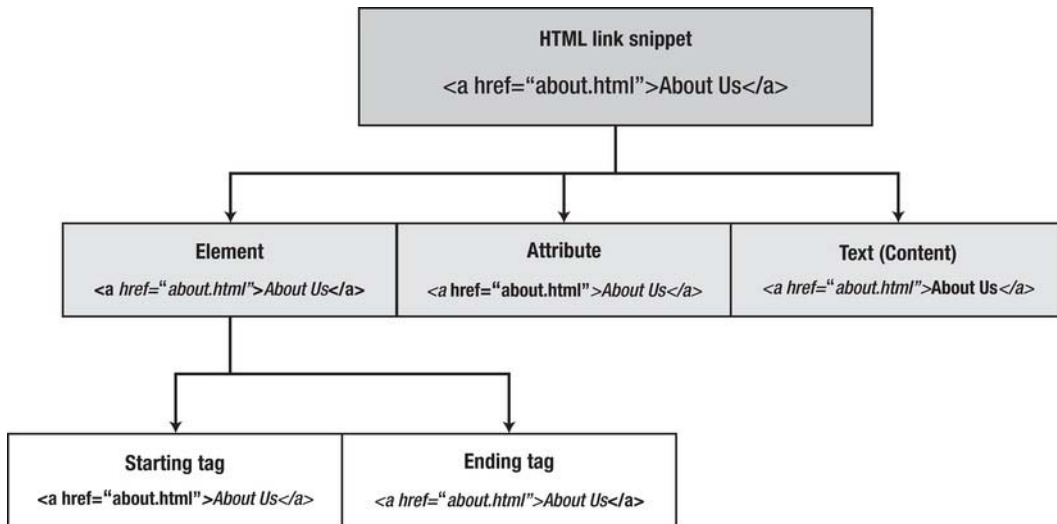 HTML link snippet
<a href=“about.html”>About Us</a>
Element
<a href=“about.html”>About Us</a>
Attribute
<a href=“about.html”>About Us</a>
Text (Content)
<a href=“about.html”>About Us</a>
Starting tag
<a href=“about.html”>About Us</a>
Ending tag
<a href=“about.html”>About Us</a>